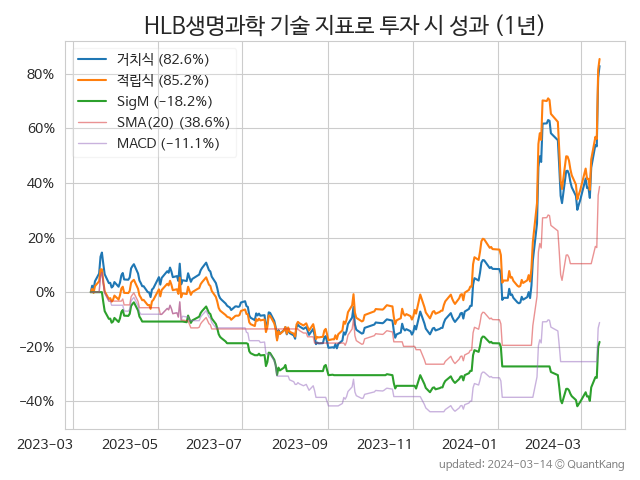 HLB생명과학 기술 지표로 투자 시 성과 (1년)
거치식 (82.6%)
적립식 (85.2%)
SigM (−18.2%)
SMA(20) (38.6%)
MACD (−11.1%)
80%
60%
40%
20%
0%
−20%
−40%
2023-03 2023-05 2023-07 2023-09 2023-11 2024-01 2024-03
updated: 2024-03-14 © QuantKang